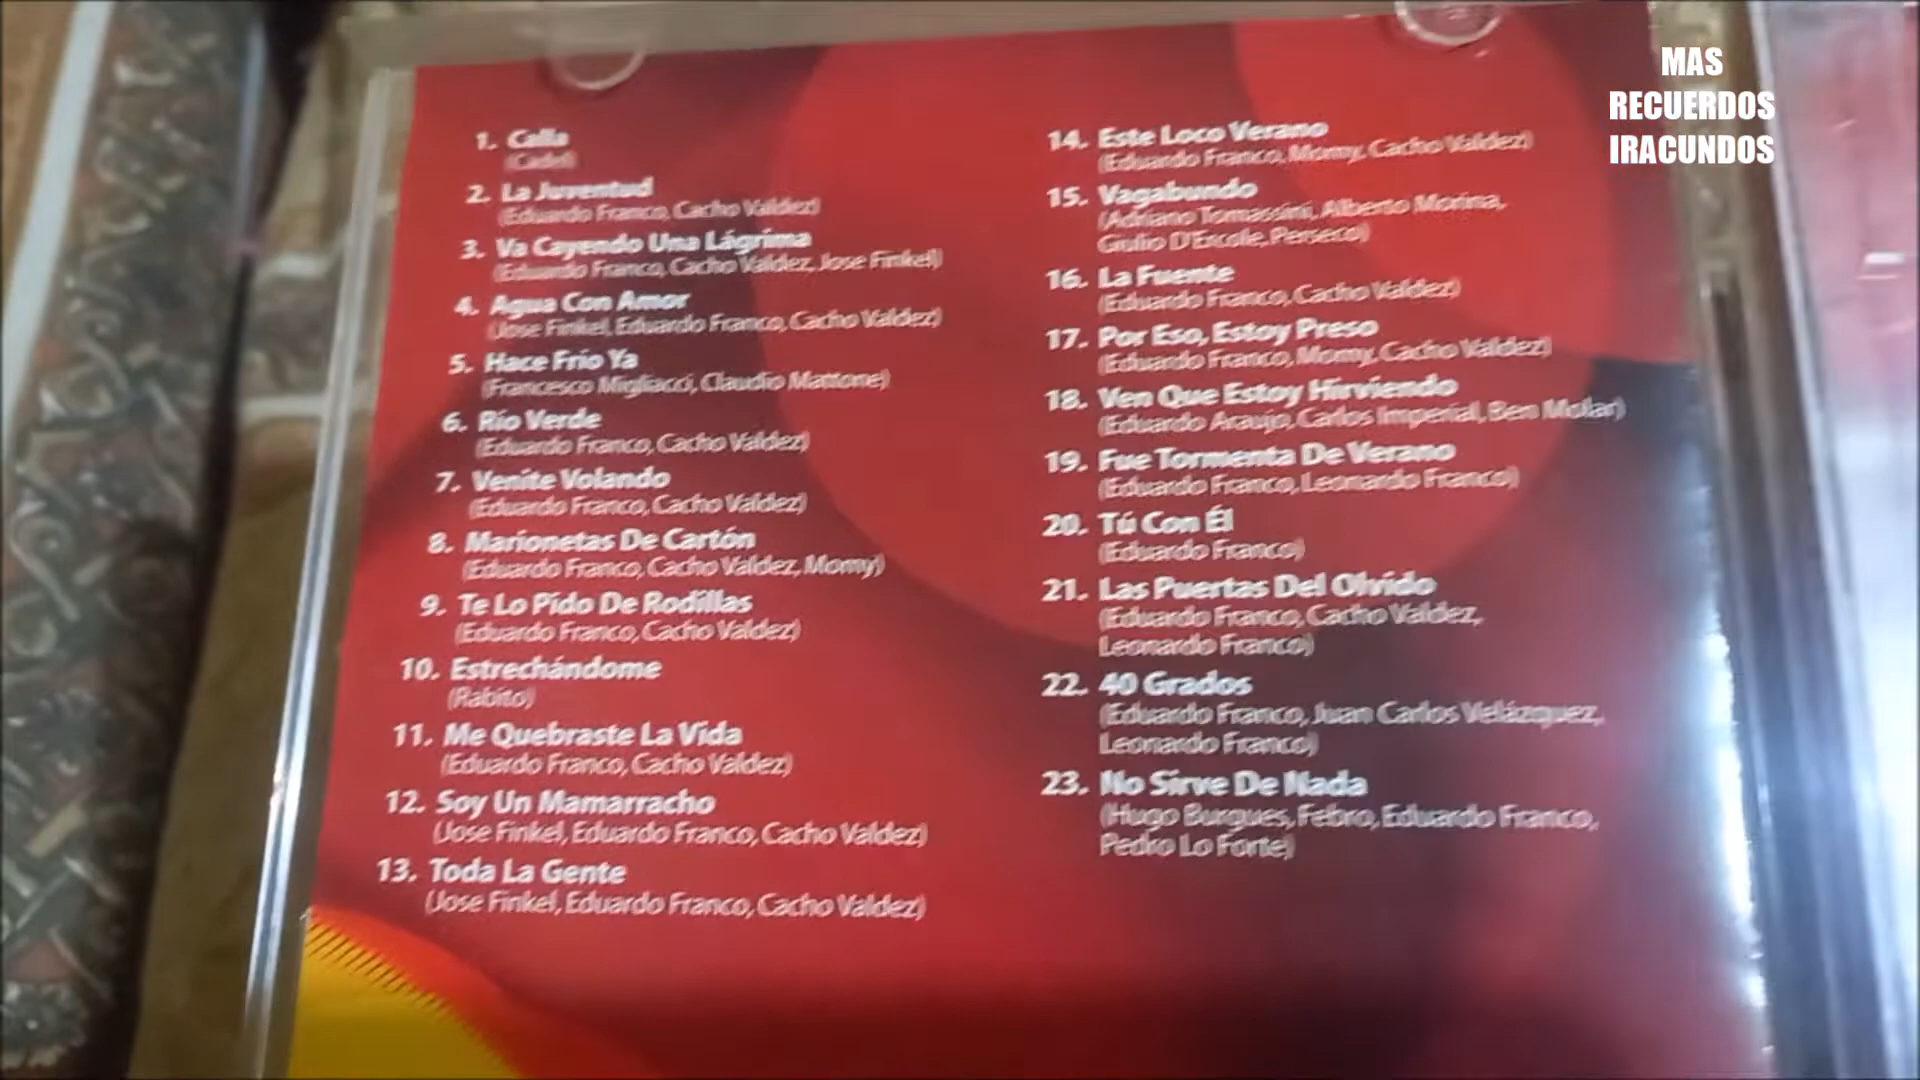 MAS
RECUERDOS
IRACUNDOS
1. Calla
2. La Juventud
(Eduardo Franco, Cacho Valdez)
3. Va Cayendo Una Lágrima
(Eduardo Franco, Cacho Valdez, Jose Finkel)
4. Agua Con Amor
(Jose Finkel, Eduardo Franco, Cacho Valdez)
5. Hace Frio Ya
(Francesco Migliacci, Claudio Mattone)
6. Río Verde
(Eduardo Franco, Cacho Valdez)
7. Venite Volando
(Eduardo Franco, Cacho Valdez)
8. Marionetas De Cartón
(Eduardo Franco, Cacho Valdez, Momy)
9. Te Lo Pido De Rodillas
(Eduardo Franco, Cacho Valdez)
10. Estrechándome
(Rabito)
11. Me Quebraste La Vida
(Eduardo Franco, Cacho Valdez)
12. Soy Un Mamarracho
(Jose Finkel, Eduardo Franco, Cacho Valdez)
13. Toda La Gente
(Jose Finkel, Eduardo Franco, Cacho Valdez)
14. Este Loco Verano
(Eduardo Franco, Momy, Cacho Valdez)
15. Vagabundo
(Adriano Tomassini, Alberto Morina,
Giulio D'Ercole, Perseco)
16. La Fuente
(Eduardo Franco, Cacho Valdez)
17. Por Eso, Estoy Preso
(Eduardo Franco, Momy, Cacho Valdez)
18. Ven Que Estoy Hirviendo
(Eduardo Araujo, Carlos Imperial, Ben Molar)
19. Fue Tormenta De Verano
(Eduardo Franco, Leonardo Franco)
20. Tú Con Él
(Eduardo Franco)
21. Las Puertas Del Olvido
(Eduardo Franco, Cacho Valdez,
Leonardo Franco)
22. 40 Grados
(Eduardo Franco, Juan Carlos Velázquez,
Leonardo Franco)
23. No Sirve De Nada
(Hugo Burgues, Febro, Eduardo Franco,
Pedro Lo Forte)